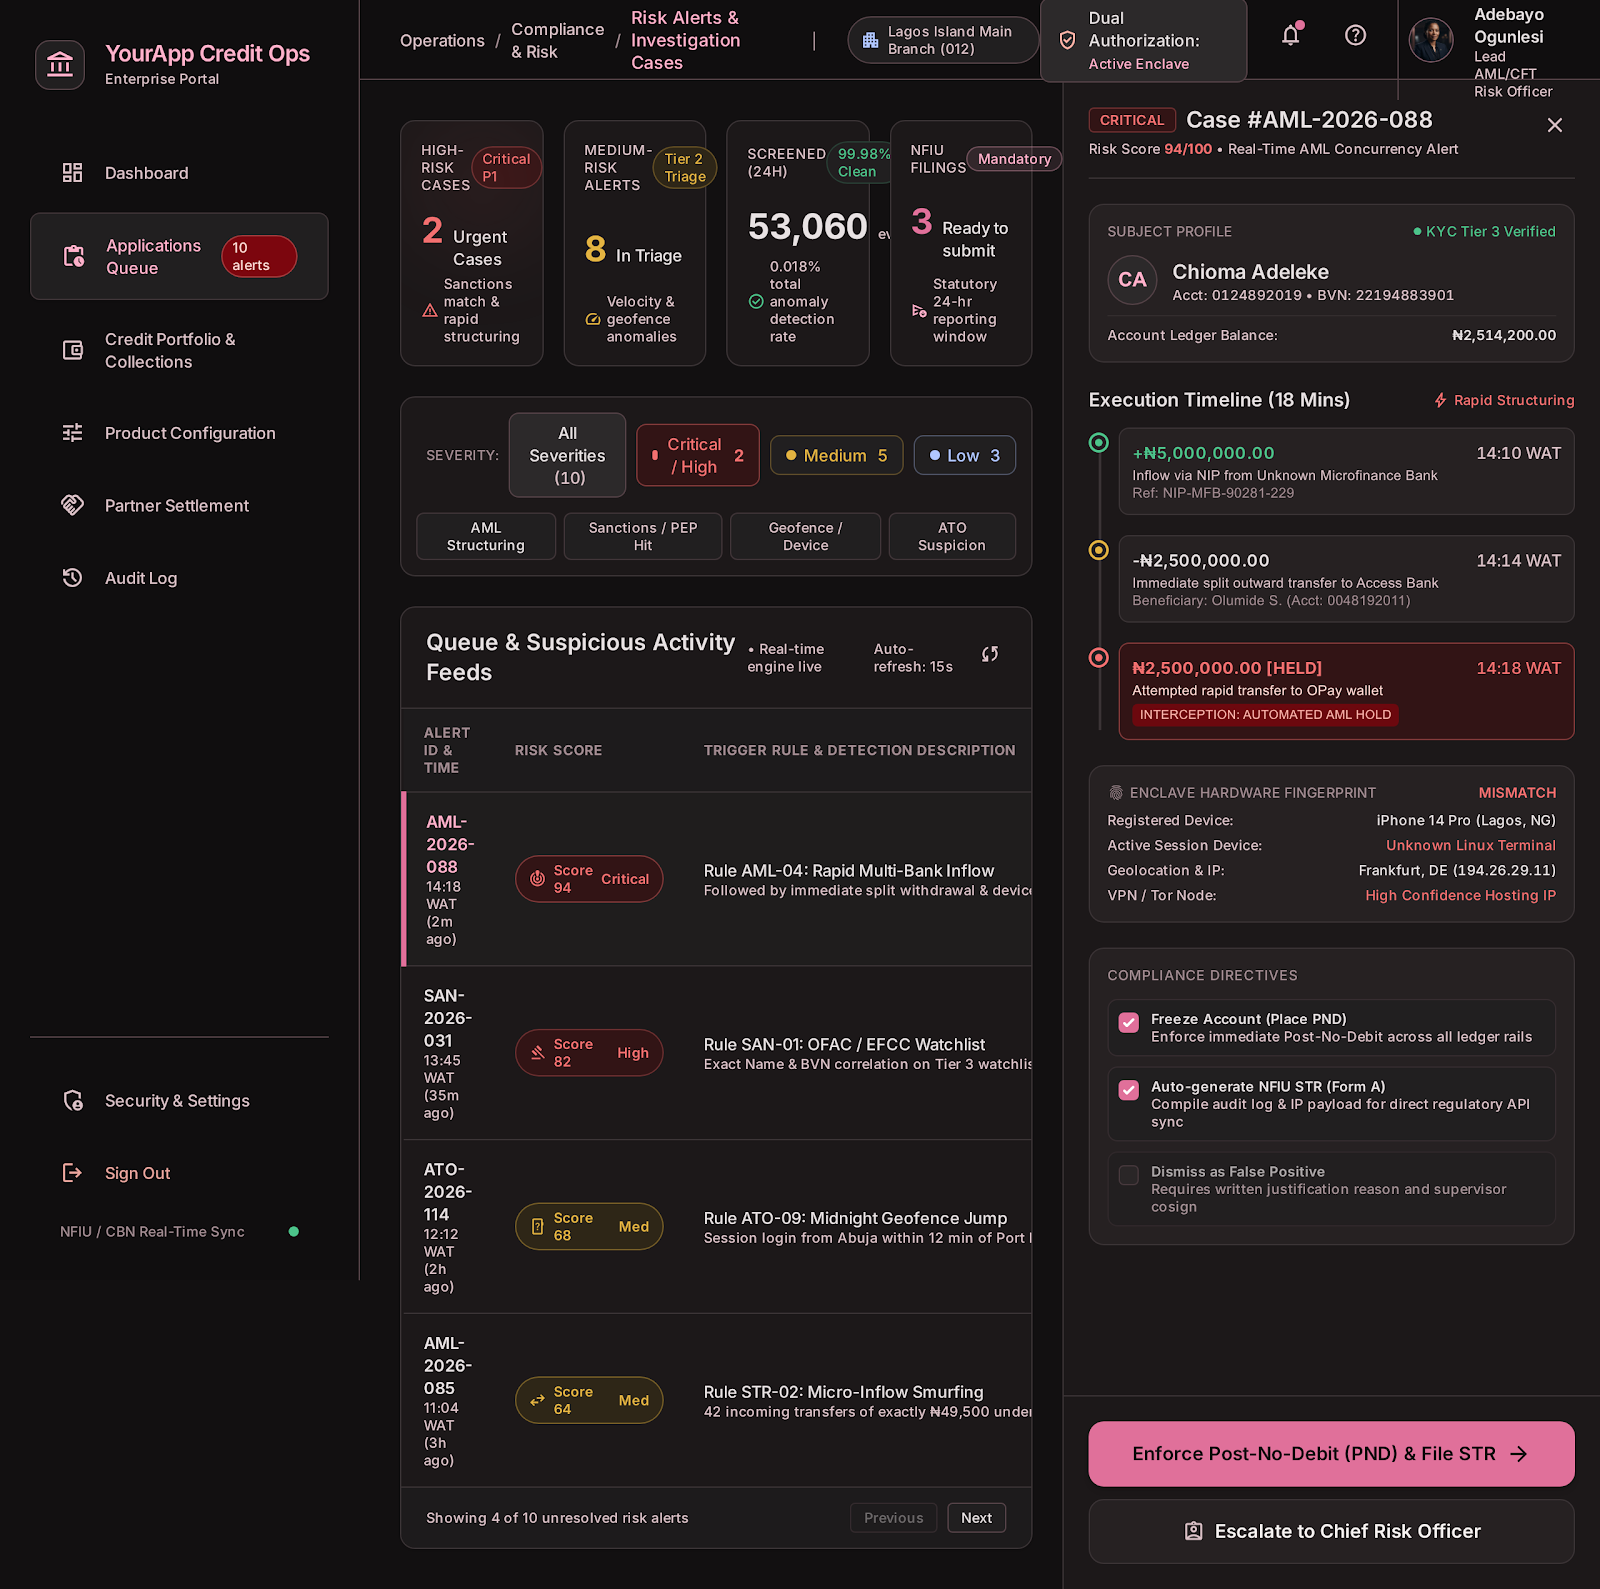 YourApp Credit Ops
Enterprise Portal
Dashboard
Applications
Queue
10
alerts
Credit Portfolio &
Collections
Product Configuration
Partner Settlement
Audit Log
Security & Settings
Sign Out
NFIU / CBN Real-Time Sync
Operations / Compliance
& Risk / Risk Alerts &
Investigation
Cases
|
Lagos Island Main
Branch (012)
Dual
Authorization:
Active Enclave
Adebayo
Ogunlesi
Lead
AML/CFT
Risk Officer
HIGH-
RISK
CASES
Critical
P1
2 Urgent
Cases
Sanctions
match &
rapid
structuring
MEDIUM-
RISK
ALERTS
Tier 2
Triage
8 In Triage
Velocity &
geofence
anomalies
SCREENED
(24H)
99.98%
Clean
53,060
0.018%
total
anomaly
detection
rate
NFIU
FILINGS
Mandatory
3 Ready to
submit
Statutory
24-hr
reporting
window
SEVERITY:
All
Severities
(10)
Critical
/ High 2
Medium 5
Low 3
AML
Structuring
Sanctions / PEP
Hit
Geofence /
Device
ATO
Suspicion
Queue & Suspicious Activity
Feeds
• Real-time
engine live
Auto-
refresh: 15s
ALERT
ID &
TIME
RISK SCORE
TRIGGER RULE & DETECTION DESCRIPTION
AML-
2026-
088
14:18
WAT
(2m
ago)
Score
94
Critical
Rule AML-04: Rapid Multi-Bank Inflow
Followed by immediate split withdrawal & device
SAN-
2026-
031
13:45
WAT
(35m
ago)
Score
82
High
Rule SAN-01: OFAC / EFCC Watchlist
Exact Name & BVN correlation on Tier 3 watchlis
ATO-
2026-
114
12:12
WAT
(2h
ago)
Score
68
Med
Rule ATO-09: Midnight Geofence Jump
Session login from Abuja within 12 min of Port
AML-
2026-
085
11:04
WAT
(3h
ago)
Score
64
Med
Rule STR-02: Micro-Inflow Smurfing
42 incoming transfers of exactly ₦49,500 under
Showing 4 of 10 unresolved risk alerts
Previous
Next
CRITICAL Case #AML-2026-088
Risk Score 94/100 • Real-Time AML Concurrency Alert
SUBJECT PROFILE
KYC Tier 3 Verified
CA
Chioma Adeleke
Acct: 0124892019 • BVN: 22194883901
Account Ledger Balance: ₦2,514,200.00
Execution Timeline (18 Mins)
Rapid Structuring
+₦5,000,000.00 14:10 WAT
Inflow via NIP from Unknown Microfinance Bank
Ref: NIP-MFB-90281-229
-₦2,500,000.00 14:14 WAT
Immediate split outward transfer to Access Bank
Beneficiary: Olumide S. (Acct: 0048192011)
₦2,500,000.00 [HELD] 14:18 WAT
Attempted rapid transfer to OPay wallet
INTERCEPTION: AUTOMATED AML HOLD
ENCLAVE HARDWARE FINGERPRINT MISMATCH
Registered Device: iPhone 14 Pro (Lagos, NG)
Active Session Device: Unknown Linux Terminal
Geolocation & IP: Frankfurt, DE (194.26.29.11)
VPN / Tor Node: High Confidence Hosting IP
COMPLIANCE DIRECTIVES
Freeze Account (Place PND)
Enforce immediate Post-No-Debit across all ledger rails
Auto-generate NFIU STR (Form A)
Compile audit log & IP payload for direct regulatory API
sync
Dismiss as False Positive
Requires written justification reason and supervisor
cosign
Enforce Post-No-Debit (PND) & File STR
Escalate to Chief Risk Officer